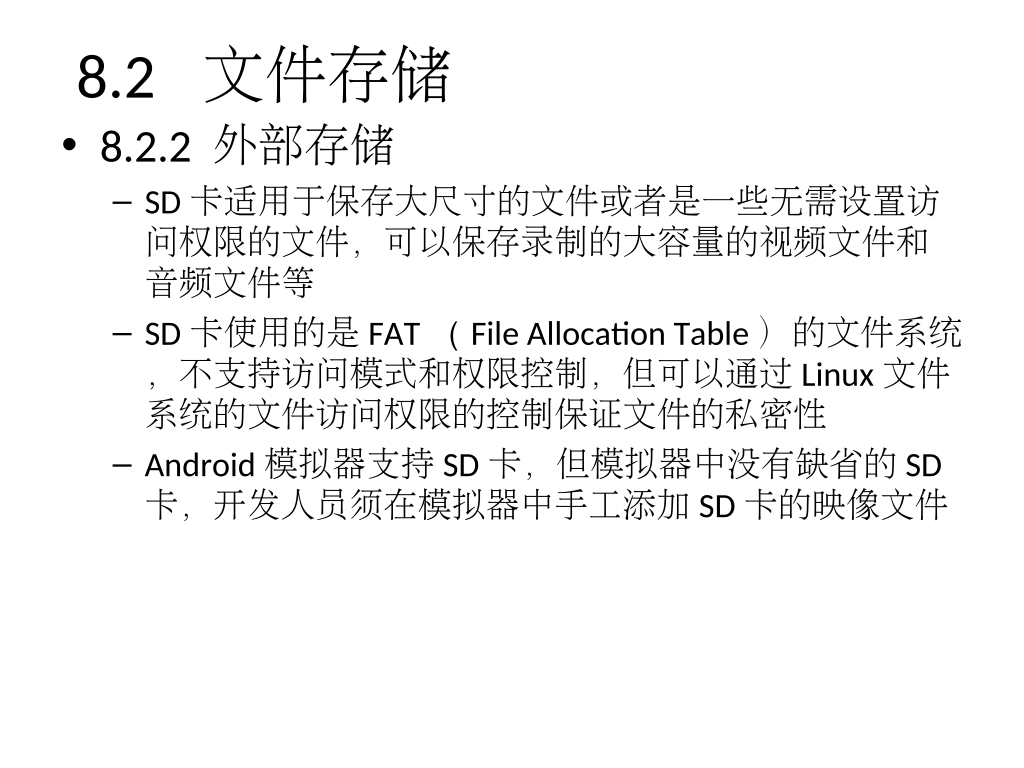 8.2 文件存储
• 8.2.2 外部存储
– SD 卡适用于保存大尺寸的文件或者是一些无需设置访
问权限的文件，可以保存录制的大容量的视频文件和
音频文件等
– SD 卡使用的是 FAT （ File Allocation Table ）的文件系统
，不支持访问模式和权限控制，但可以通过 Linux 文件
系统的文件访问权限的控制保证文件的私密性
– Android 模拟器支持 SD 卡，但模拟器中没有缺省的 SD
卡，开发人员须在模拟器中手工添加 SD 卡的映像文件